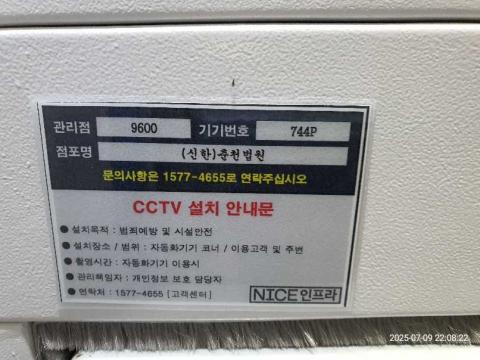 관리점 9600 기기번호 744P
점포명 (신한)춘천법원
문의사항은 1577-4655로 연락주십시오
CCTV 설치 안내문
● 설치목적 : 범죄예방 및 시설안전
● 설치장소 / 범위 : 자동화기기 코너 / 이용고객 및 주변
● 촬영시간 : 자동화기기 이용시
● 관리책임자 : 개인정보 보호 담당자
● 연락처 : 1577-4655 [고객센터]
NICE인프라
2025-07-09 22:08:22